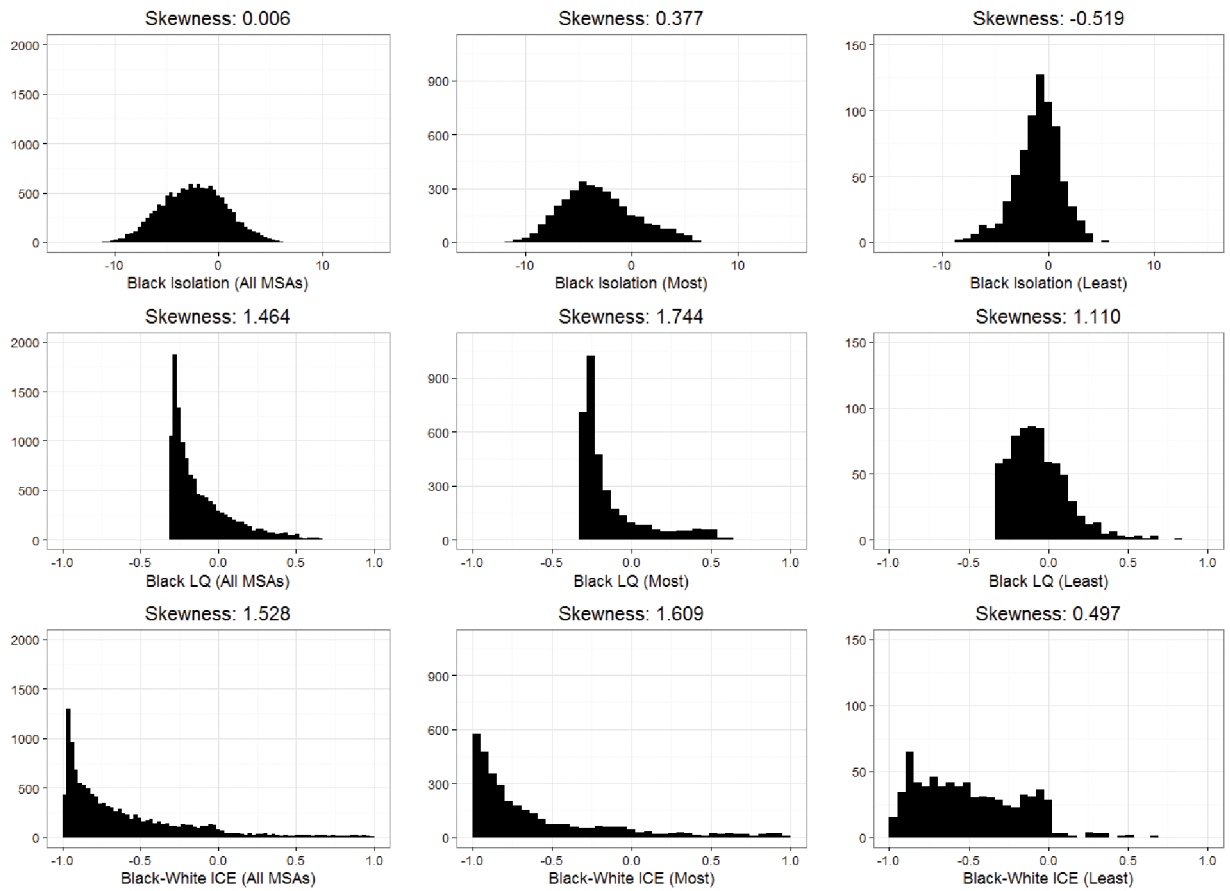 Skewness: 0.006
2000
1500
1000
500
0
-10 0 10
Black Isolation (All MSAs)
Skewness: 0.377
900
600
300
0
-10 0 10
Black Isolation (Most)
Skewness: -0.519
150
100
50
0
-10 0 10
Black Isolation (Least)
Skewness: 1.464
2000
1500
1000
500
0
-1.0 -0.5 0.0 0.5 1.0
Black LQ (All MSAs)
Skewness: 1.744
900
600
300
0
-1.0 -0.5 0.0 0.5 1.0
Black LQ (Most)
Skewness: 1.110
150
100
50
0
-1.0 -0.5 0.0 0.5 1.0
Black LQ (Least)
Skewness: 1.528
2000
1500
1000
500
0
-1.0 -0.5 0.0 0.5 1.0
Black-White ICE (All MSAs)
Skewness: 1.609
900
600
300
0
-1.0 -0.5 0.0 0.5 1.0
Black-White ICE (Most)
Skewness: 0.497
150
100
50
0
-1.0 -0.5 0.0 0.5 1.0
Black-White ICE (Least)